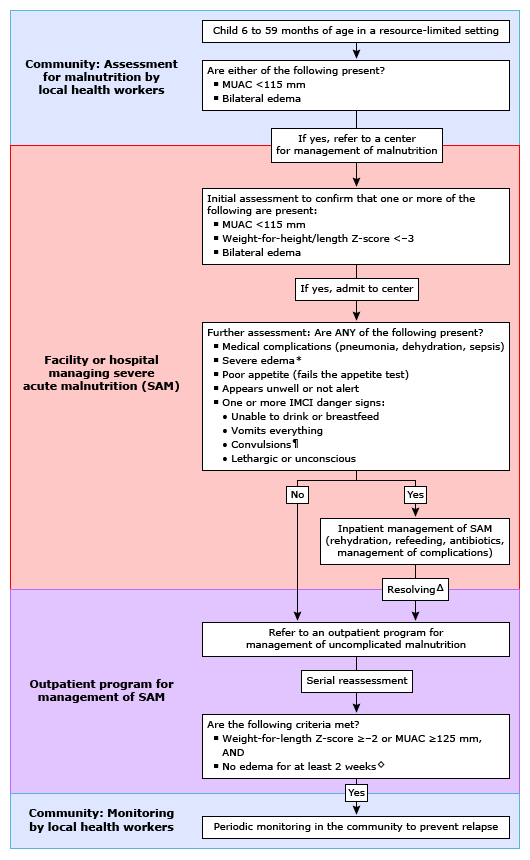 Child 6 to 59 months of age in a resource-limited setting
Community: Assessment
for malnutrition by
local health workers
Are either of the following present?
▪ MUAC <115 mm
▪ Bilateral edema
If yes, refer to a center
for management of malnutrition
Initial assessment to confirm that one or more of the
following are present:
▪ MUAC <115 mm
▪ Weight-for-height/length Z-score <–3
▪ Bilateral edema
If yes, admit to center
Facility or hospital
managing severe
acute malnutrition (SAM)
Further assessment: Are ANY of the following present?
▪ Medical complications (pneumonia, dehydration, sepsis)
▪ Severe edema*
▪ Poor appetite (fails the appetite test)
▪ Appears unwell or not alert
▪ One or more IMCI danger signs:
• Unable to drink or breastfeed
• Vomits everything
• Convulsions¶
• Lethargic or unconscious
No
Yes
Inpatient management of SAM
(rehydration, refeeding, antibiotics,
management of complications)
ResolvingΔ
Refer to an outpatient program for
management of uncomplicated malnutrition
Outpatient program for
management of SAM
Serial reassessment
Are the following criteria met?
▪ Weight-for-length Z-score ≥–2 or MUAC ≥125 mm,
AND
▪ No edema for at least 2 weeks◊
Yes
Community: Monitoring
by local health workers
Periodic monitoring in the community to prevent relapse